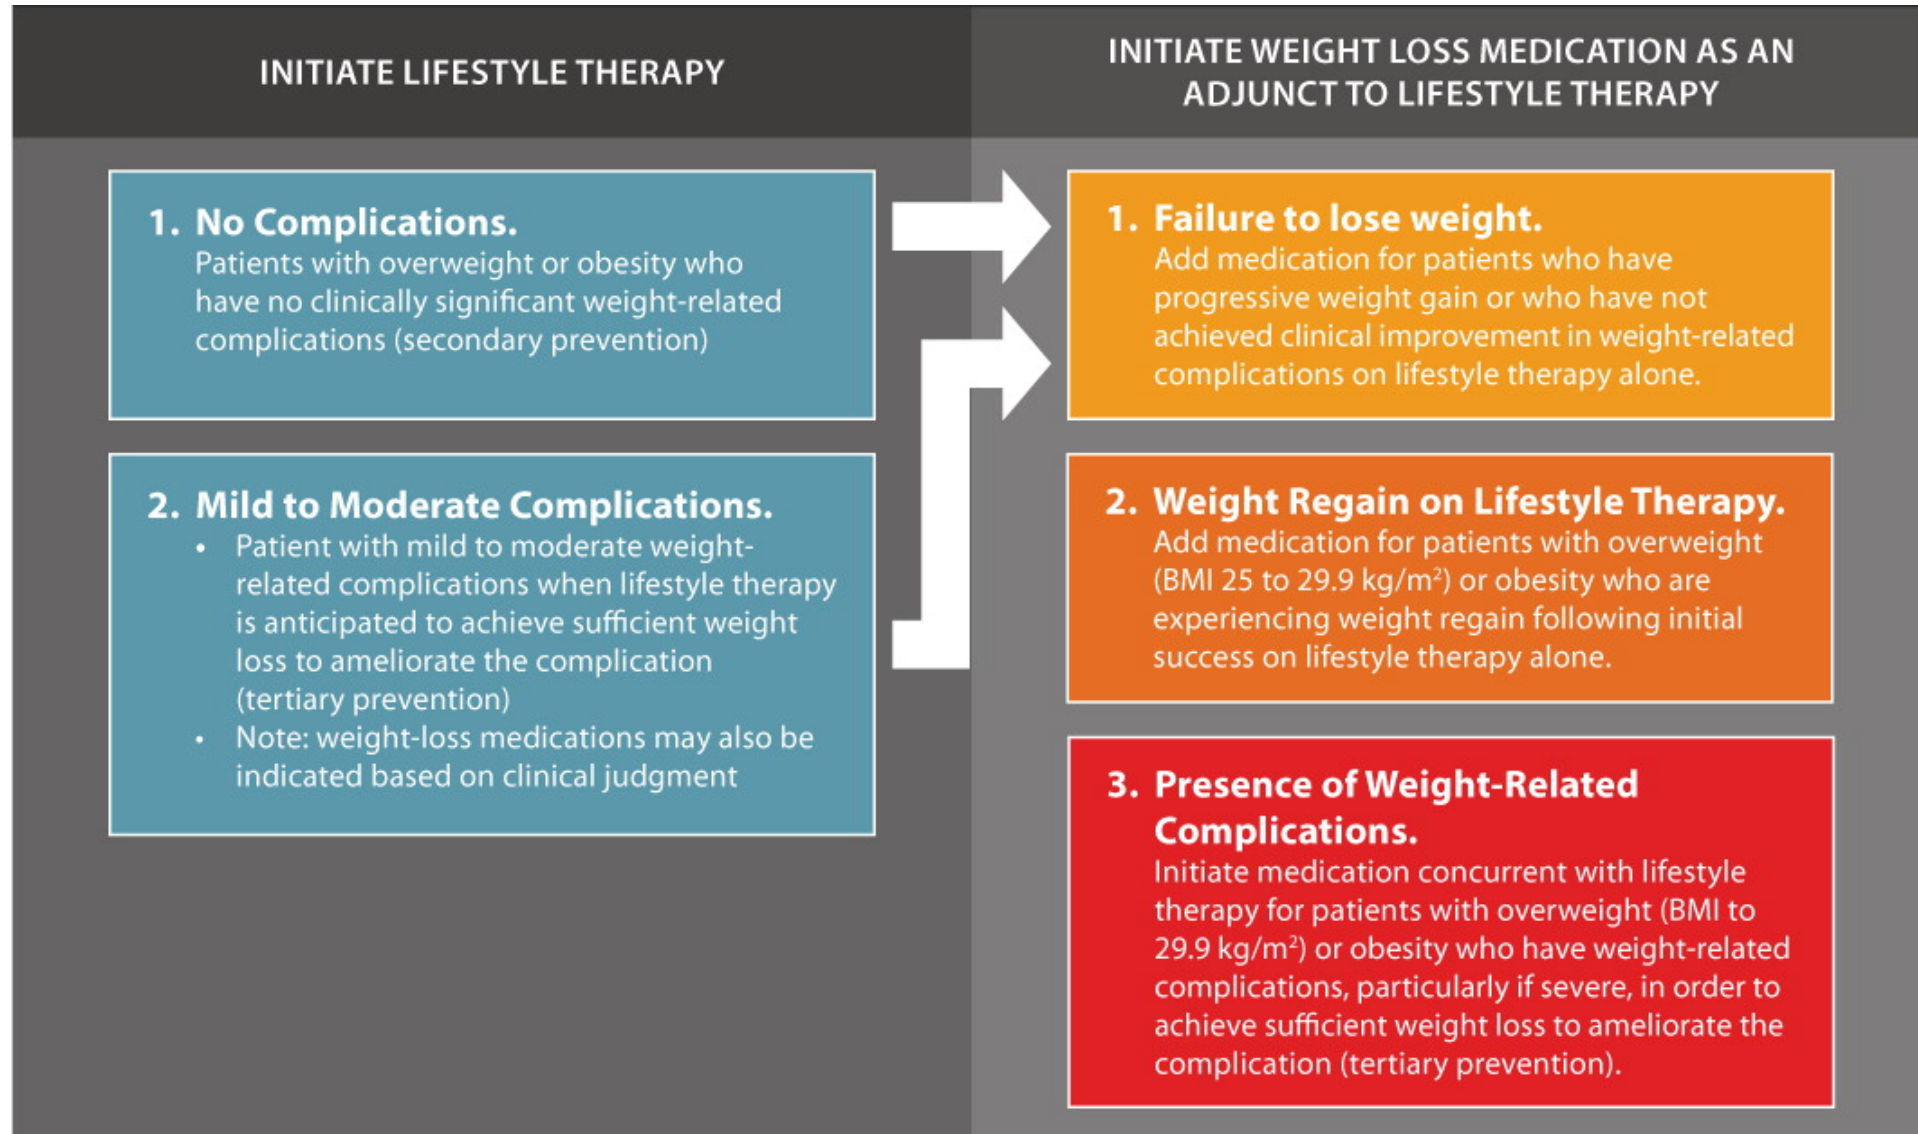 INITIATE LIFESTYLE THERAPY
1. No Complications.
Patients with overweight or obesity who
have no clinically significant weight-related
complications (secondary prevention)
2. Mild to Moderate Complications.
• Patient with mild to moderate weight-
related complications when lifestyle therapy
is anticipated to achieve sufficient weight
loss to ameliorate the complication
(tertiary prevention)
• Note: weight-loss medications may also be
indicated based on clinical judgment
INITIATE WEIGHT LOSS MEDICATION AS AN
ADJUNCT TO LIFESTYLE THERAPY
1. Failure to lose weight.
Add medication for patients who have
progressive weight gain or who have not
achieved clinical improvement in weight-related
complications on lifestyle therapy alone.
2. Weight Regain on Lifestyle Therapy.
Add medication for patients with overweight
(BMI 25 to 29.9 kg/m²) or obesity who are
experiencing weight regain following initial
success on lifestyle therapy alone.
3. Presence of Weight-Related
Complications.
Initiate medication concurrent with lifestyle
therapy for patients with overweight (BMI to
29.9 kg/m²) or obesity who have weight-related
complications, particularly if severe, in order to
achieve sufficient weight loss to ameliorate the
complication (tertiary prevention).